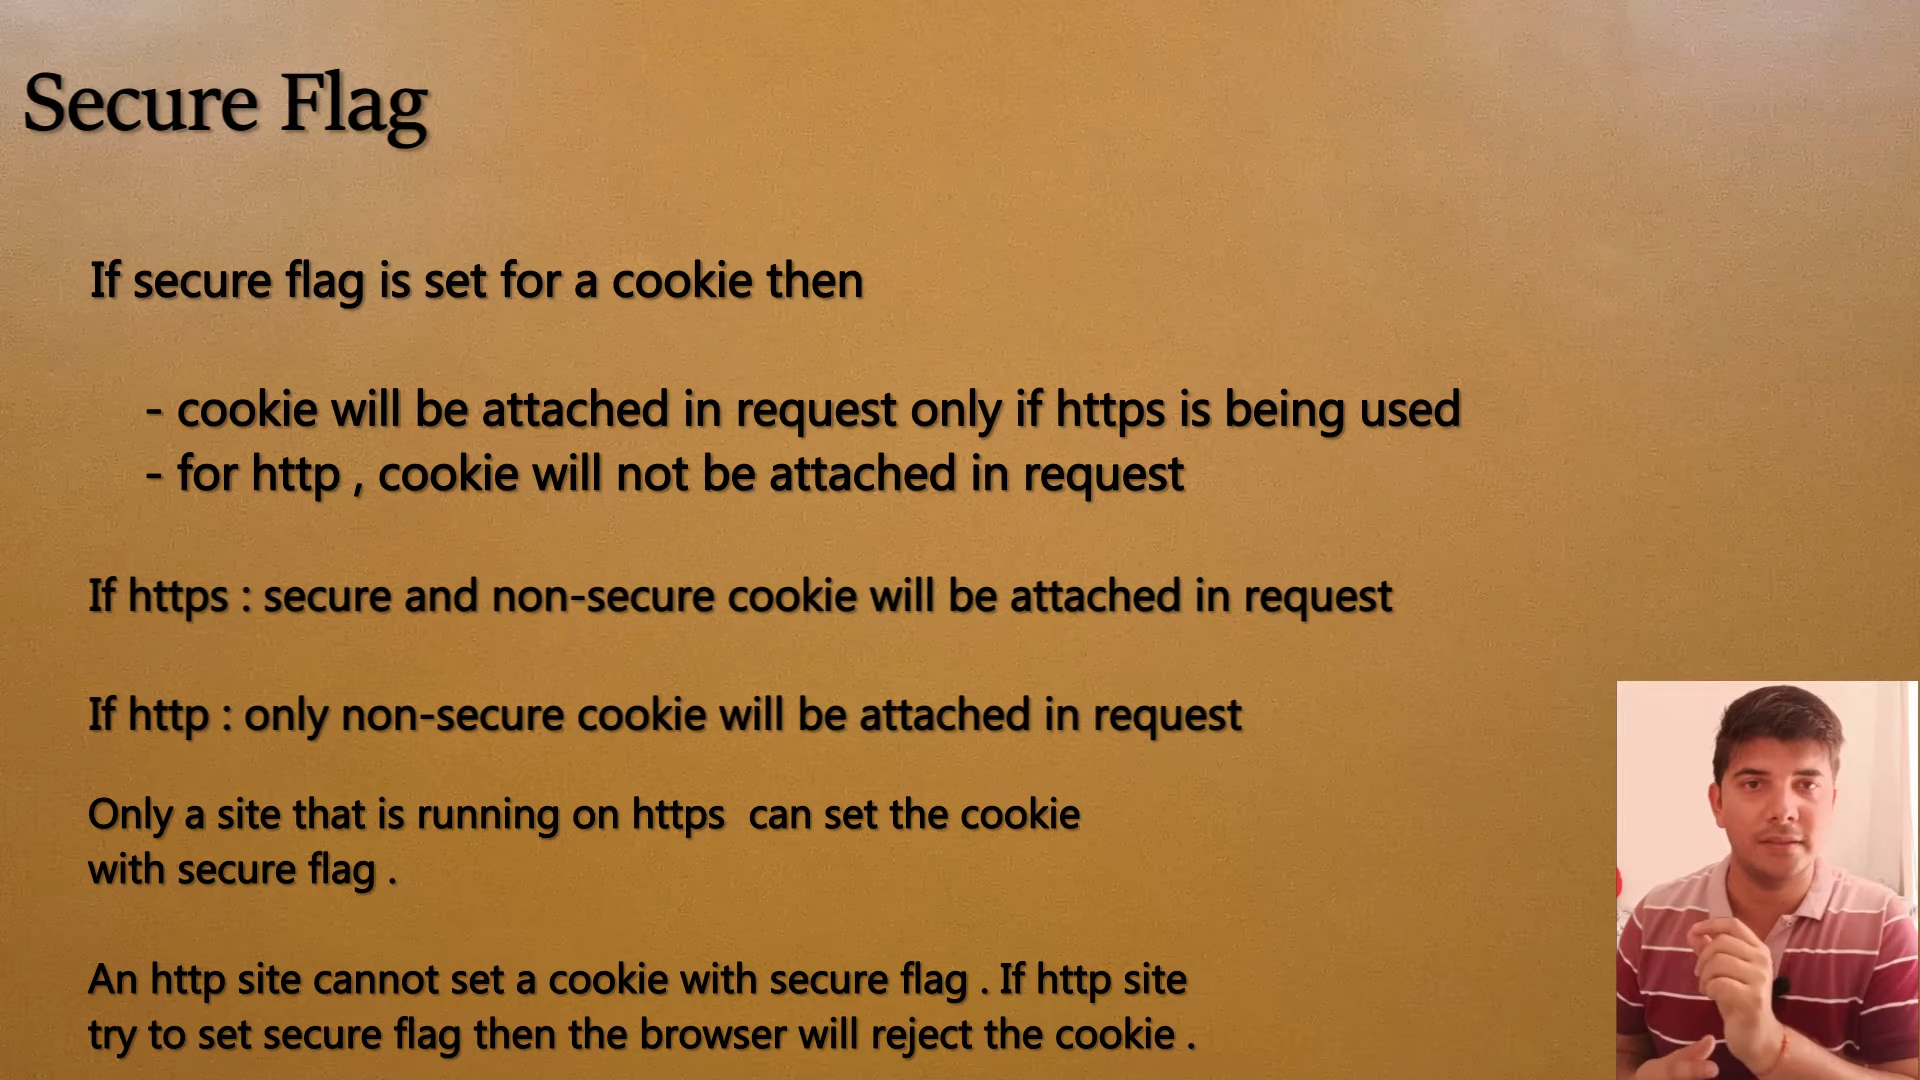 Secure Flag
If secure flag is set for a cookie then
- cookie will be attached in request only if https is being used
- for http , cookie will not be attached in request
If https : secure and non-secure cookie will be attached in request
If http : only non-secure cookie will be attached in request
Only a site that is running on https  can set the cookie
with secure flag .
An http site cannot set a cookie with secure flag . If http site
try to set secure flag then the browser will reject the cookie .